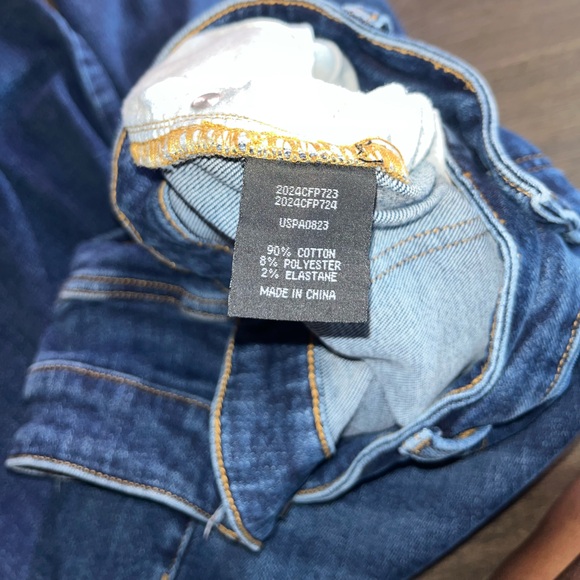 2024CFP723
2024CFP724
USPA0823
90% COTTON
8% POLYESTER
2% ELASTANE
MADE IN CHINA